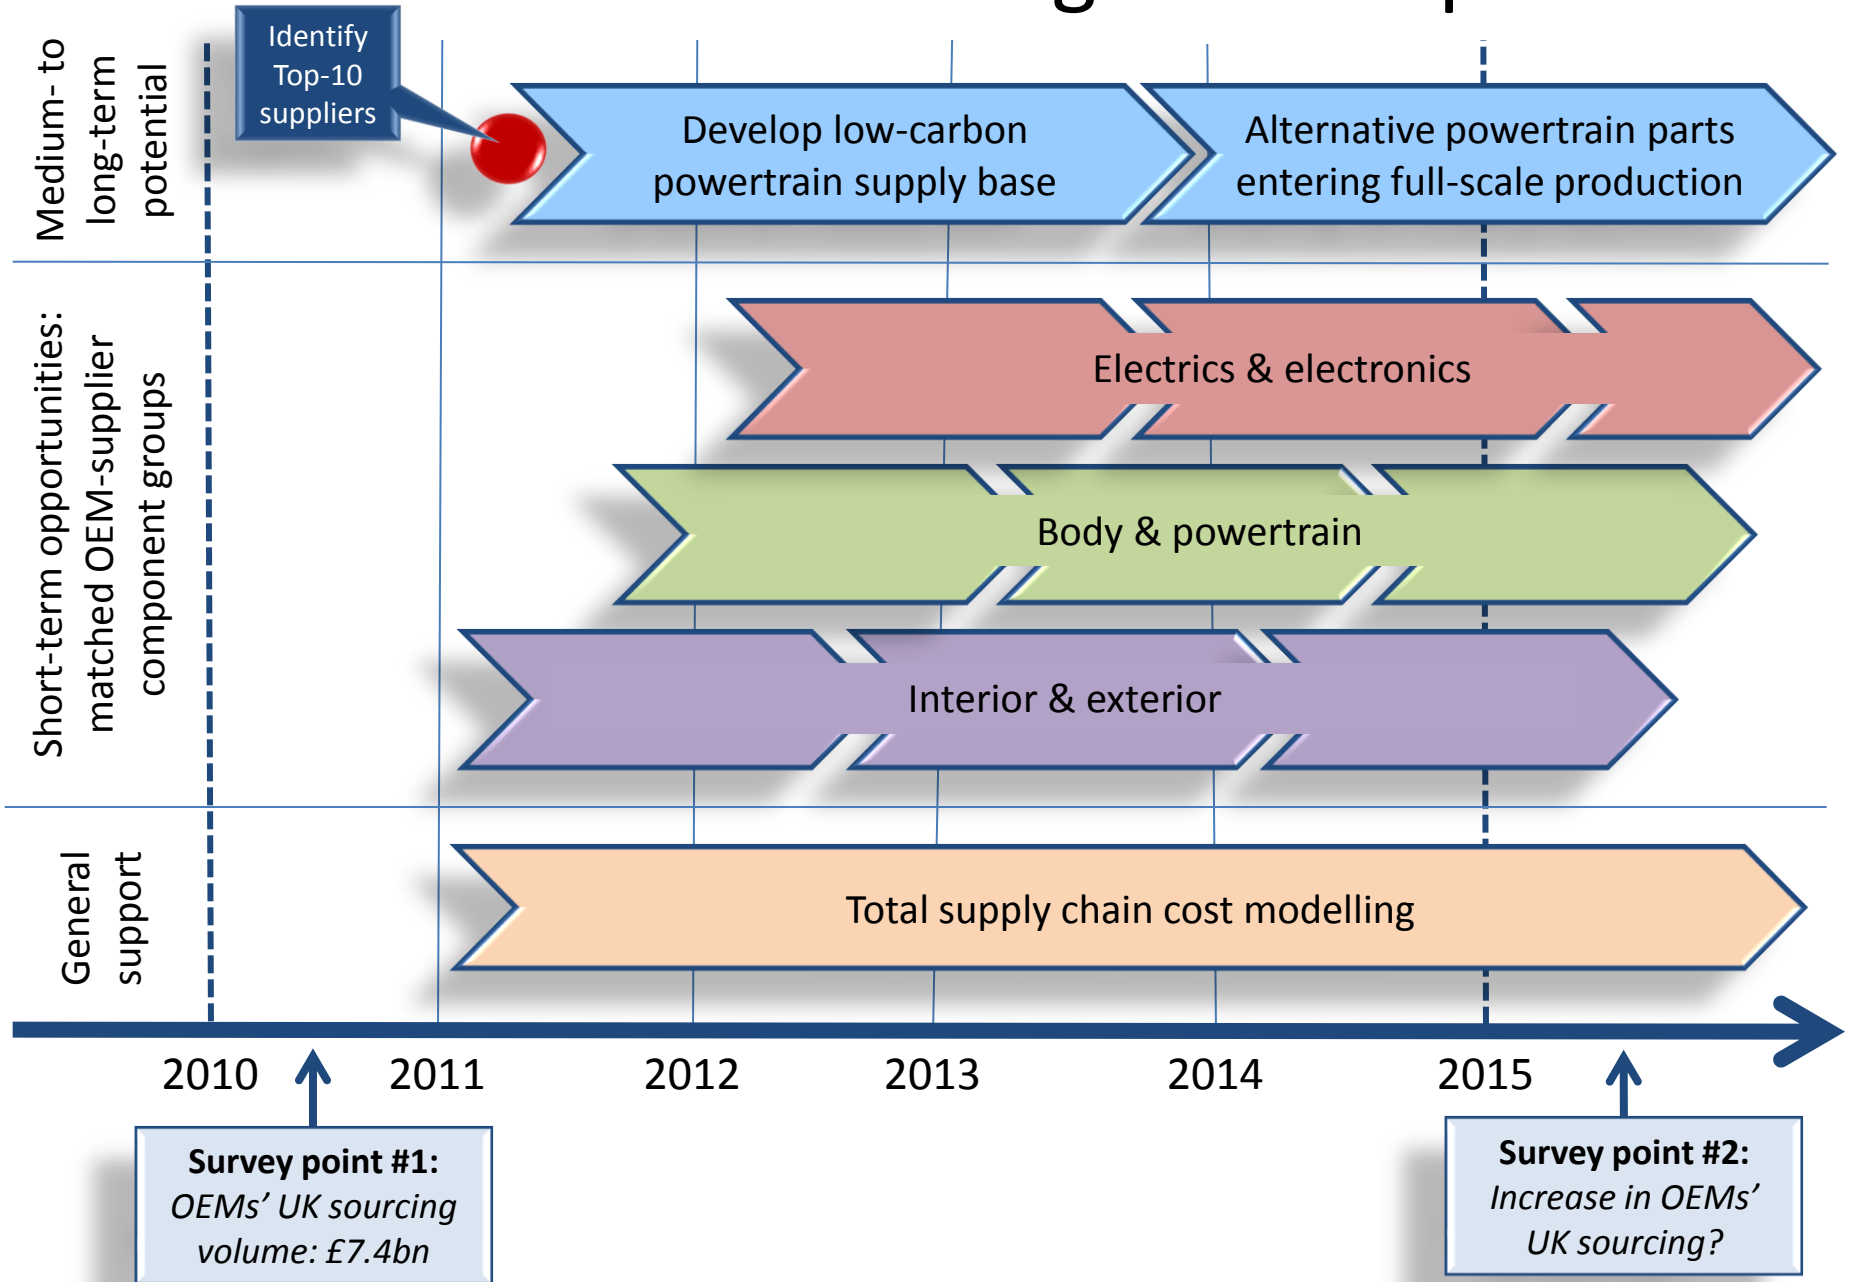 Identify
Top-10
suppliers
Medium- to
long-term
potential
Develop low-carbon
powertrain supply base
Alternative powertrain parts
entering full-scale production
Short-term opportunities:
matched OEM-supplier
component groups
Electrics & electronics
Body & powertrain
Interior & exterior
General
support
Total supply chain cost modelling
2010 2011 2012 2013 2014 2015
Survey point #1:
OEMs’ UK sourcing
volume: £7.4bn
Survey point #2:
Increase in OEMs’
UK sourcing?